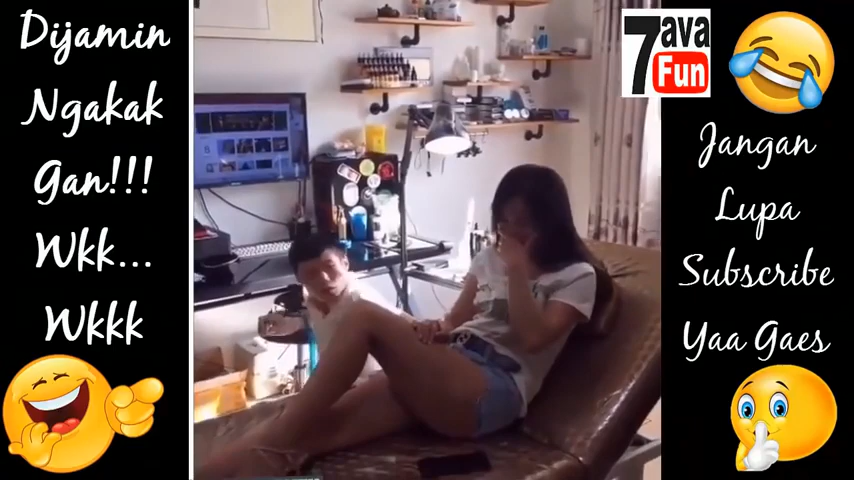 Dijamin
Ngakak
Gan!!!
Wkk...
Wkkk
7ava
Fun
Jangan
Lupa
Subscribe
Yaa Gaes